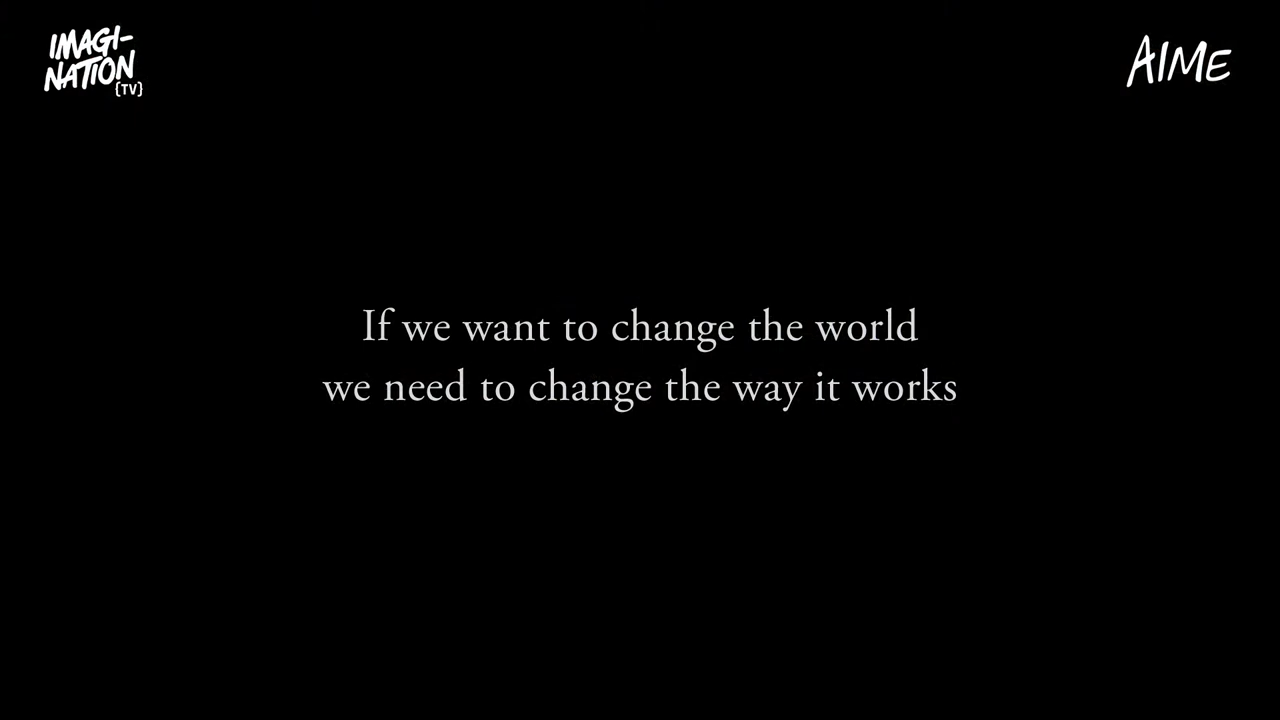 IMAGI-
NATION
{TV}
AIME
If we want to change the world
we need to change the way it works